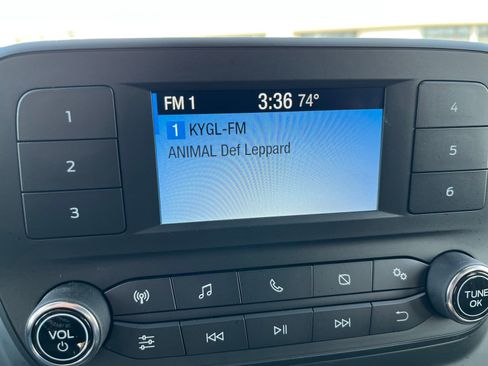 FM 1 3:36 74°
1 KYGL-FM
ANIMAL Def Leppard
1
2
3
4
5
6
VOL
TUNE
OK